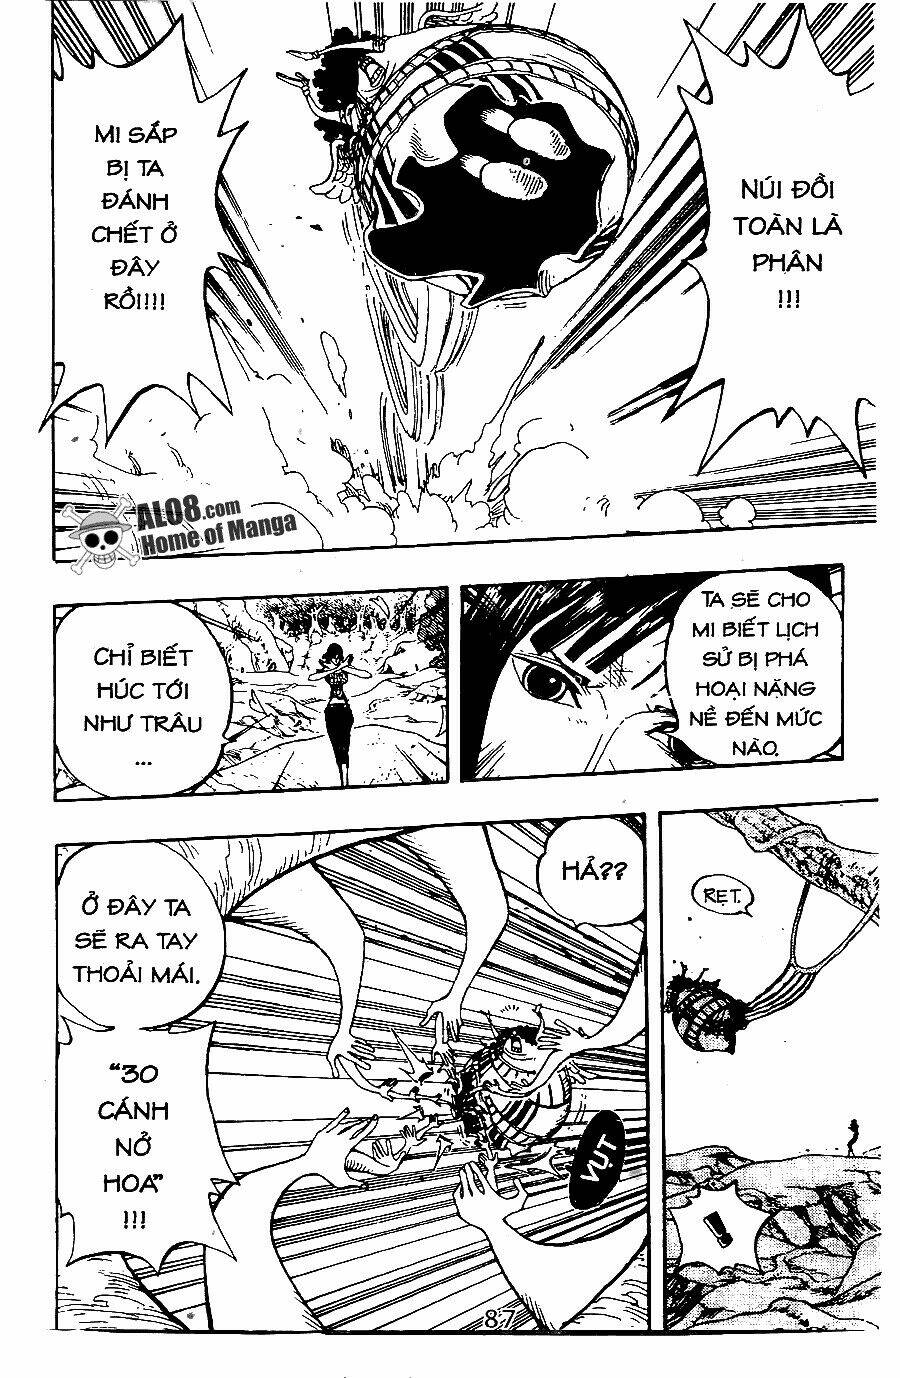 NÚI ĐỒI
TOÀN LÀ
PHÂN
!!!
MI SẮP
BỊ TA
ĐÁNH
CHẾT Ở
ĐÂY
RỒI!!!!
AL08.com
Home of Manga
TA SẼ CHO
MI BIẾT LỊCH
SỬ BỊ PHÁ
HOẠI NẶNG
NỀ ĐẾN MỨC
NÀO.
CHỈ BIẾT
HÚC TỚI
NHƯ TRÂU
...
RẸT.
!
HẢ??
Ở ĐÂY TA
SẼ RA TAY
THOẢI MÁI.
"30
CÁNH
NỞ
HOA"
!!!
VỤT
87